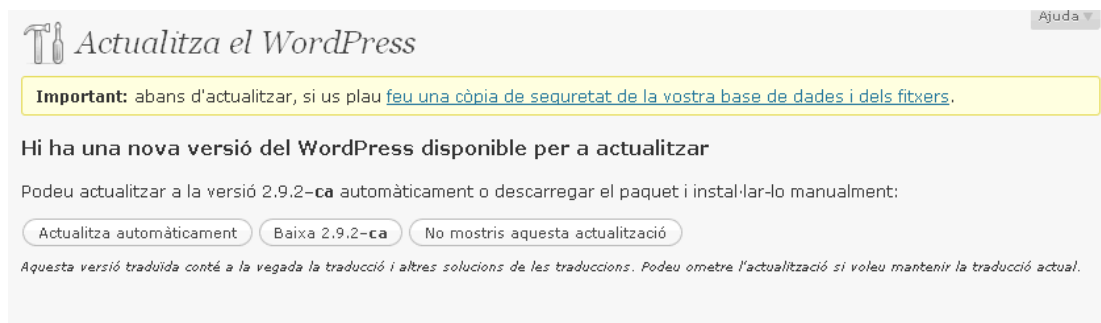 Ajuda
Actualitza el WordPress
Important: abans d'actualitzar, si us plau feu una còpia de seguretat de la vostra base de dades i dels fitxers.
Hi ha una nova versió del WordPress disponible per a actualitzar
Podeu actualitzar a la versió 2.9.2-ca automàticament o descarregar el paquet i instal·lar-lo manualment:
Actualitza automàticament Baixa 2.9.2-ca No mostris aquesta actualització
Aquesta versió traduïda conté a la vegada la traducció i altres solucions de les traduccions. Podeu ometre l'actualització si voleu mantenir la traducció actual.